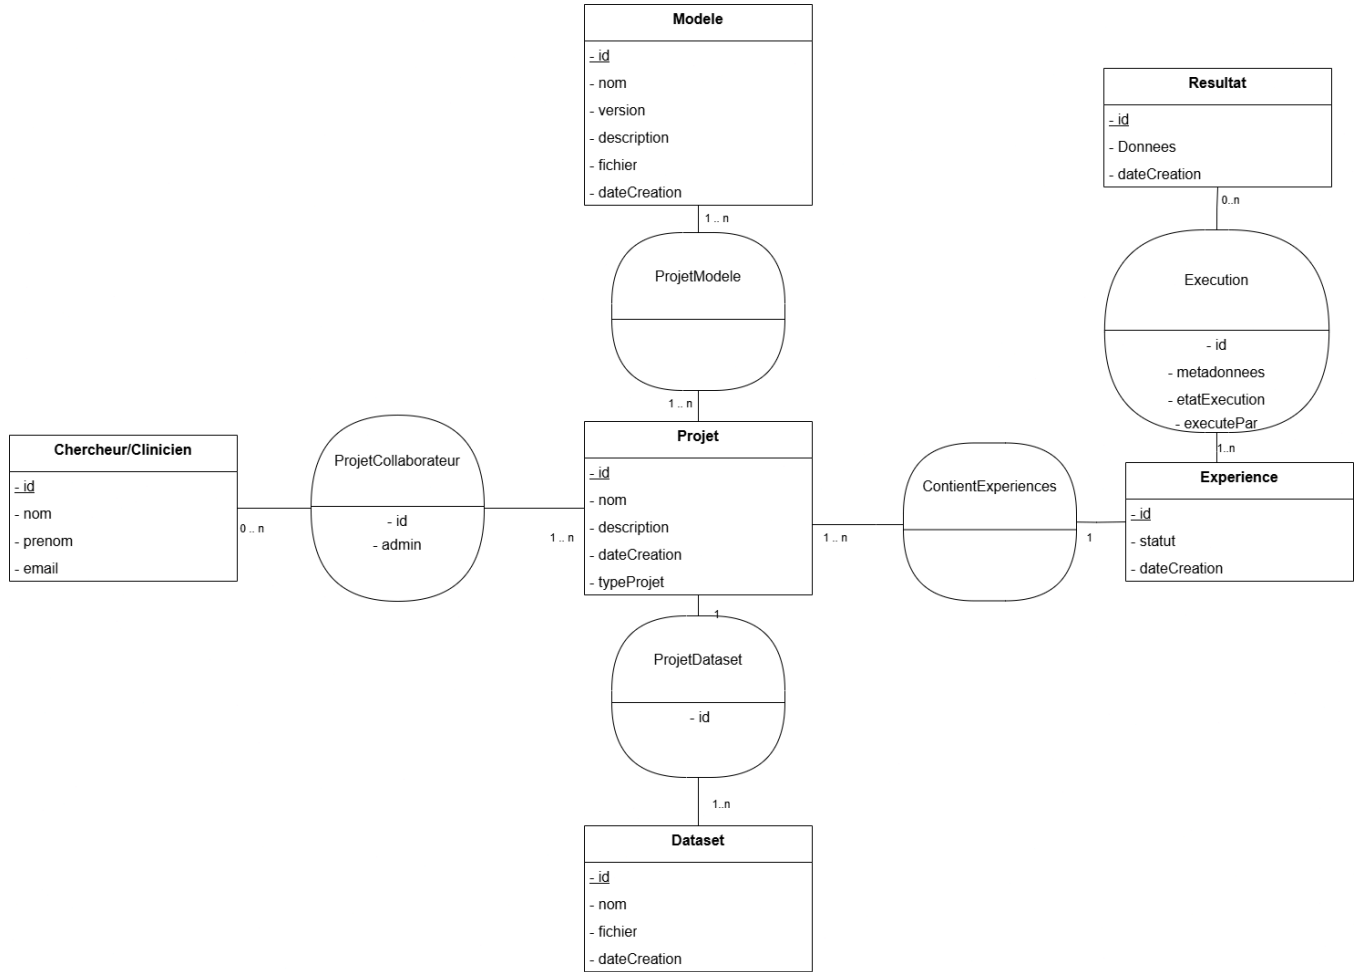 Modele
- id
- nom
- version
- description
- fichier
- dateCreation
1 .. n
ProjetModele
1 .. n
Resultat
- id
- Donnees
- dateCreation
0..n
Execution
- id
- metadonnees
- etatExecution
- executePar
1..n
Chercheur/Clinicien
- id
- nom
- prenom
- email
0 .. n
ProjetCollaborateur
- id
- admin
1 .. n
Projet
- id
- nom
- description
- dateCreation
- typeProjet
1 .. n
ContientExperiences
1
Experience
- id
- statut
- dateCreation
1
ProjetDataset
- id
1..n
Dataset
- id
- nom
- fichier
- dateCreation